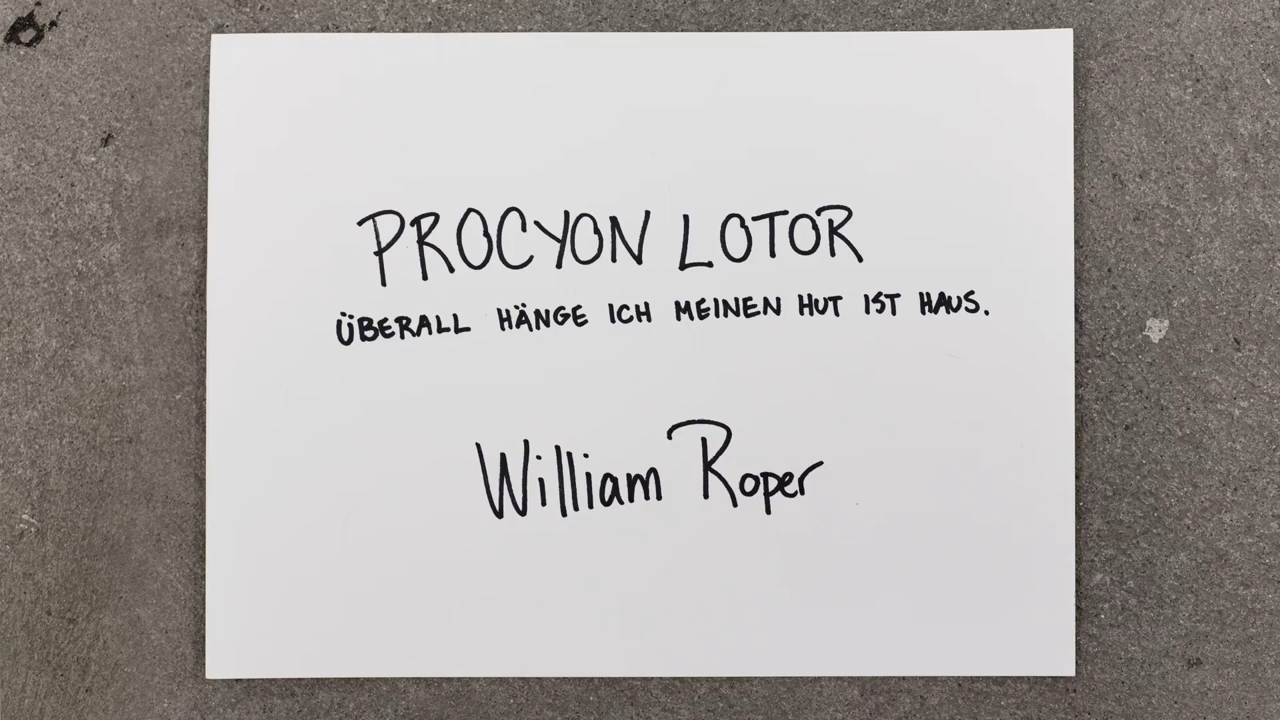 PROCYON LOTOR
ÜBERALL HÄNGE ICH MEINEN HUT IST HAUS.
William Roper